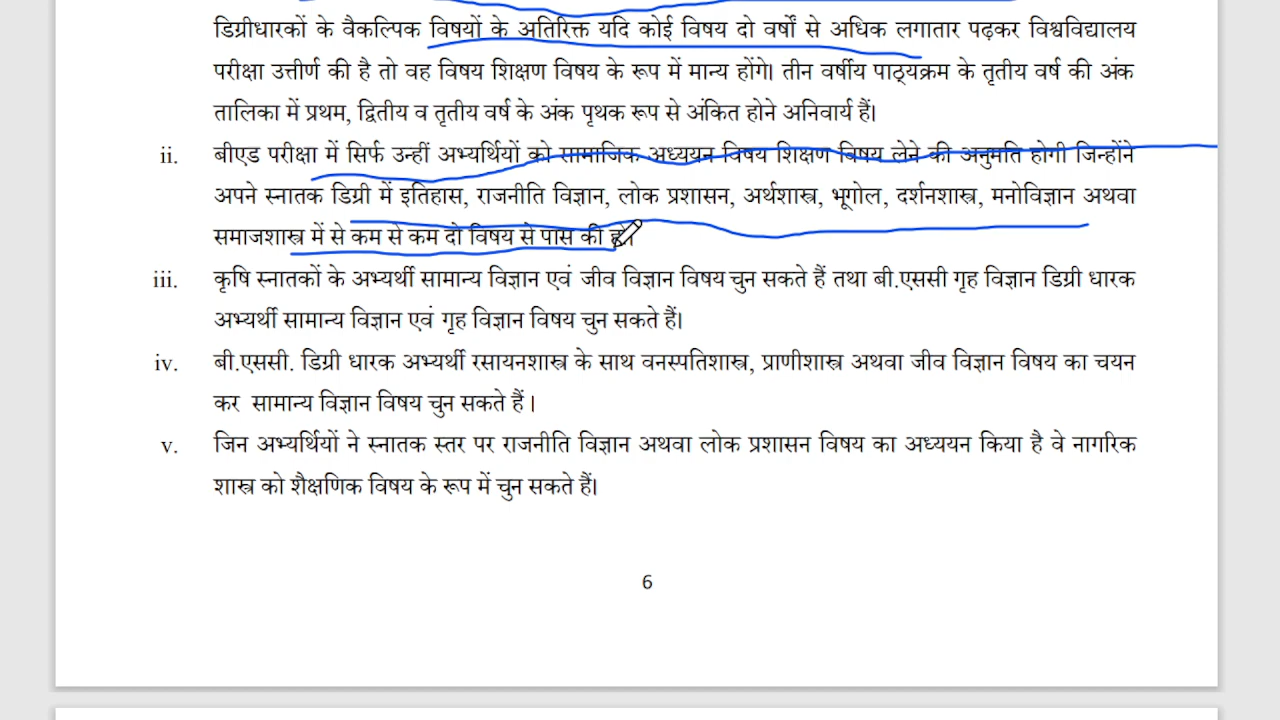 डिग्रीधारकों के वैकल्पिक विषयों के अतिरिक्त यदि कोई विषय दो वर्षों से अधिक लगातार पढ़कर विश्वविद्यालय
परीक्षा उत्तीर्ण की है तो वह विषय शिक्षण विषय के रूप में मान्य होंगे। तीन वर्षीय पाठ्यक्रम के तृतीय वर्ष की अंक
तालिका में प्रथम, द्वितीय व तृतीय वर्ष के अंक पृथक रूप से अंकित होने अनिवार्य हैं।
ii. बीएड परीक्षा में सिर्फ उन्हीं अभ्यर्थियों को सामाजिक अध्ययन विषय शिक्षण विषय लेने की अनुमति होगी जिन्होंने
अपने स्नातक डिग्री में इतिहास, राजनीति विज्ञान, लोक प्रशासन, अर्थशास्त्र, भूगोल, दर्शनशास्त्र, मनोविज्ञान अथवा
समाजशास्त्र में से कम से कम दो विषय से पास की हो।
iii. कृषि स्नातकों के अभ्यर्थी सामान्य विज्ञान एवं जीव विज्ञान विषय चुन सकते हैं तथा बी.एससी गृह विज्ञान डिग्री धारक
अभ्यर्थी सामान्य विज्ञान एवं गृह विज्ञान विषय चुन सकते हैं।
iv. बी.एससी. डिग्री धारक अभ्यर्थी रसायनशास्त्र के साथ वनस्पतिशास्त्र, प्राणीशास्त्र अथवा जीव विज्ञान विषय का चयन
कर सामान्य विज्ञान विषय चुन सकते हैं ।
v. जिन अभ्यर्थियों ने स्नातक स्तर पर राजनीति विज्ञान अथवा लोक प्रशासन विषय का अध्ययन किया है वे नागरिक
शास्त्र को शैक्षणिक विषय के रूप में चुन सकते हैं।
6